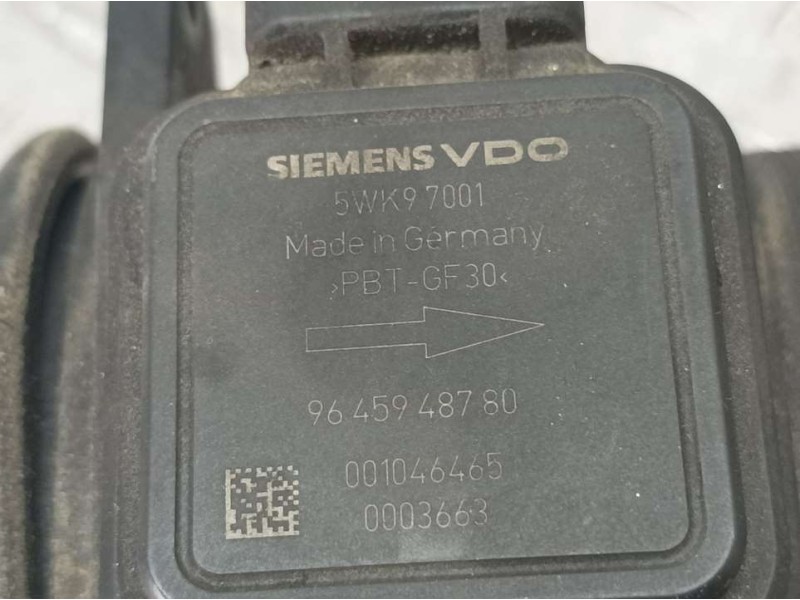 SIEMENS VDO
5WK9 7001
Made in Germany
>PBT-GF30<
96 459 487 80
001046465
0003663